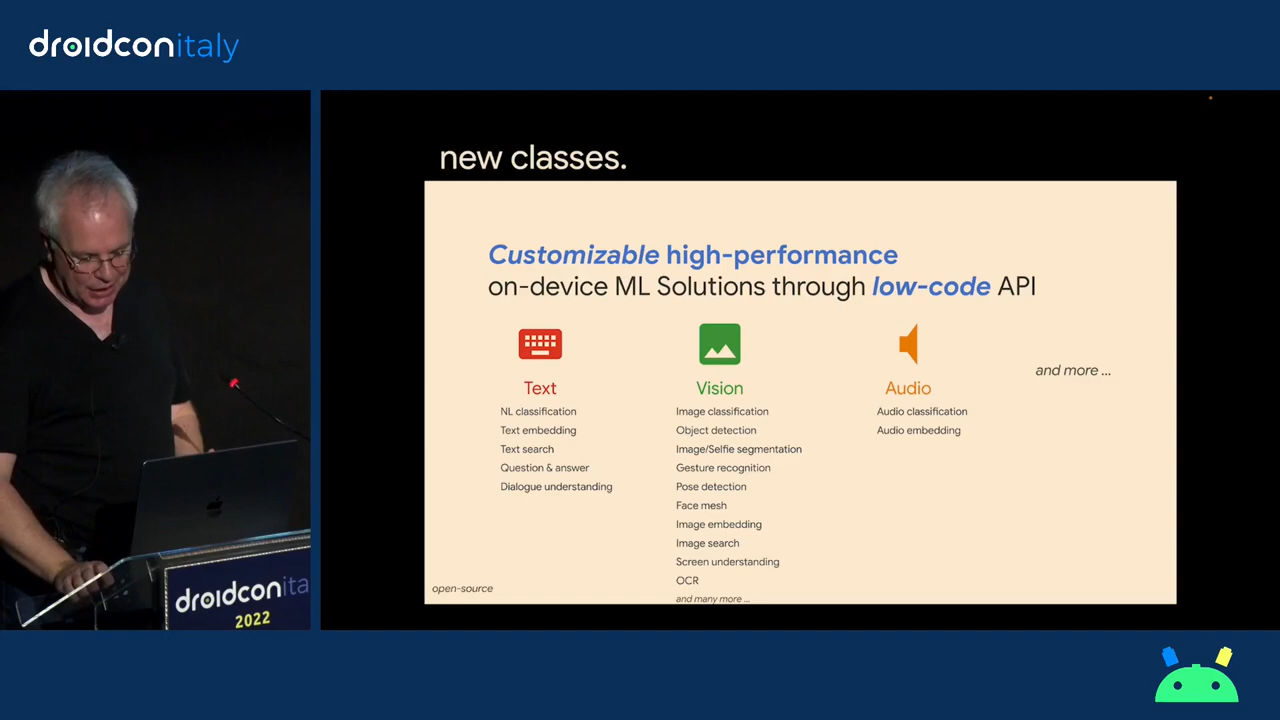 droidconitaly
new classes.
Customizable high-performance
on-device ML Solutions through low-code API
Text
NL classification
Text embedding
Text search
Question & answer
Dialogue understanding
Vision
Image classification
Object detection
Image/Selfie segmentation
Gesture recognition
Pose detection
Face mesh
Image embedding
Image search
Screen understanding
OCR
and many more ...
Audio
Audio classification
Audio embedding
and more ...
open-source
droidconita
2022